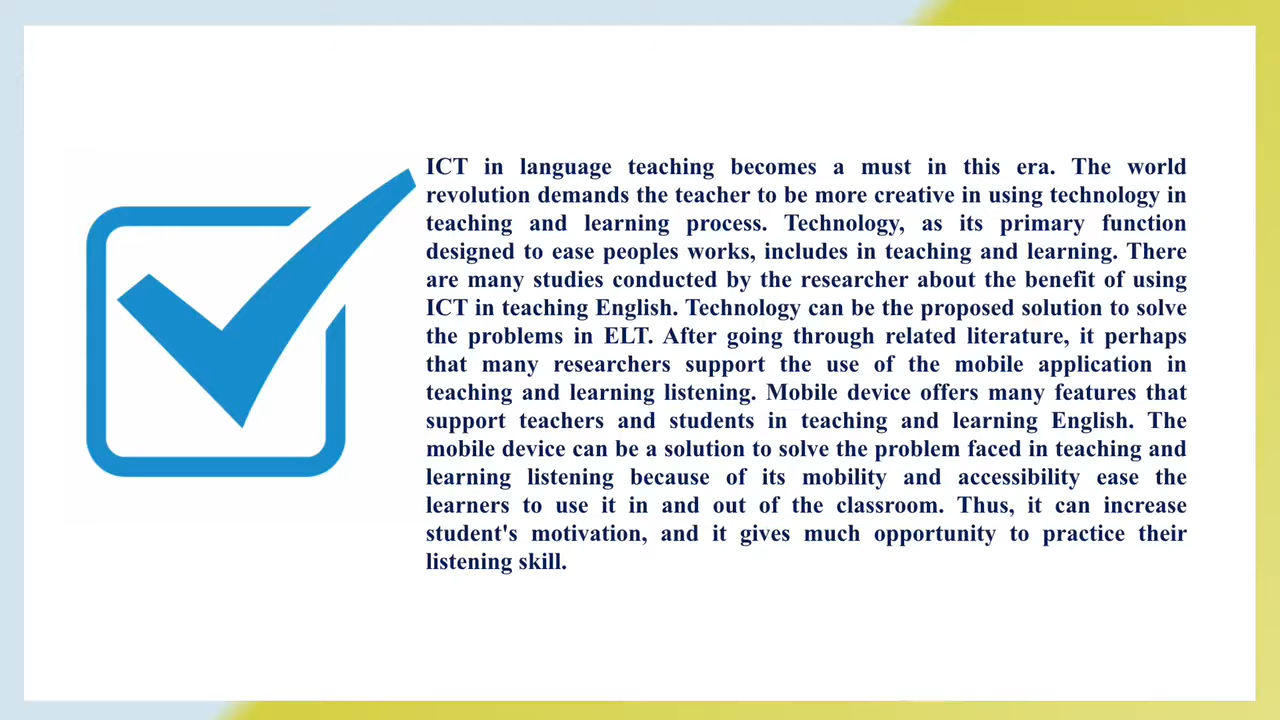 ICT in language teaching becomes a must in this era. The world
revolution demands the teacher to be more creative in using technology in
teaching and learning process. Technology, as its primary function
designed to ease peoples works, includes in teaching and learning. There
are many studies conducted by the researcher about the benefit of using
ICT in teaching English. Technology can be the proposed solution to solve
the problems in ELT. After going through related literature, it perhaps
that many researchers support the use of the mobile application in
teaching and learning listening. Mobile device offers many features that
support teachers and students in teaching and learning English. The
mobile device can be a solution to solve the problem faced in teaching and
learning listening because of its mobility and accessibility ease the
learners to use it in and out of the classroom. Thus, it can increase
student's motivation, and it gives much opportunity to practice their
listening skill.